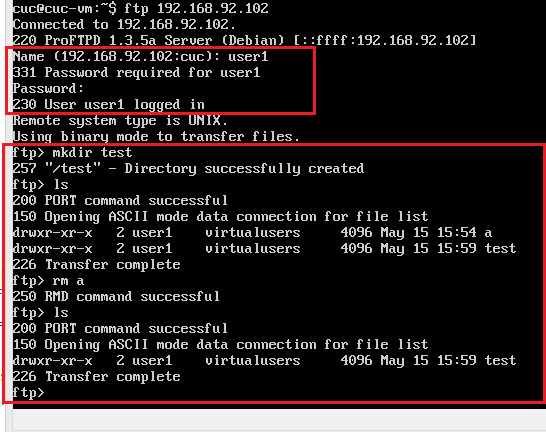 cuc@cuc-vm:~$ ftp 192.168.92.102
Connected to 192.168.92.102.
220 ProFTPD 1.3.5a Server (Debian) [::ffff:192.168.92.102]
Name (192.168.92.102:cuc): user1
331 Password required for user1
Password:
230 User user1 logged in
Remote system type is UNIX.
Using binary mode to transfer files.
ftp> mkdir test
257 "/test" - Directory successfully created
ftp> ls
200 PORT command successful
150 Opening ASCII mode data connection for file list
drwxr-xr-x   2 user1    virtualusers     4096 May 15 15:54 a
drwxr-xr-x   2 user1    virtualusers     4096 May 15 15:59 test
226 Transfer complete
ftp> rm a
250 RMD command successful
ftp> ls
200 PORT command successful
150 Opening ASCII mode data connection for file list
drwxr-xr-x   2 user1    virtualusers     4096 May 15 15:59 test
226 Transfer complete
ftp>